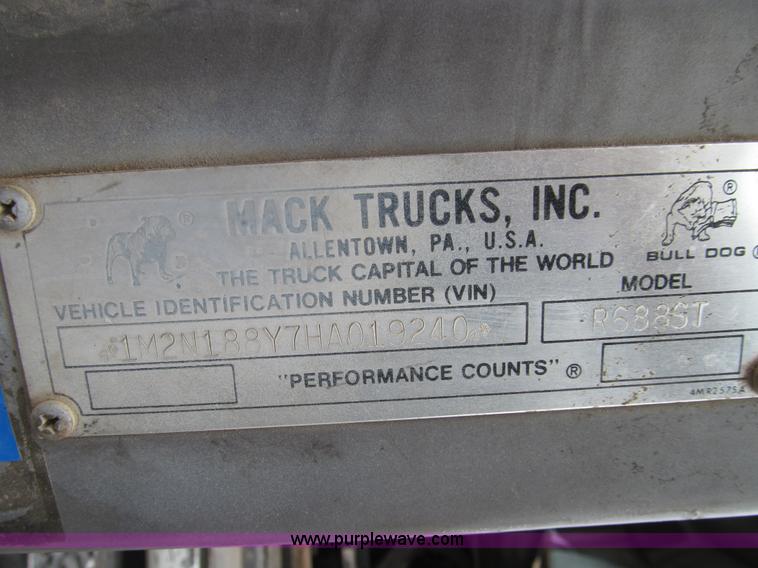 MACK TRUCKS, INC.
ALLENTOWN, PA., U.S.A.
THE TRUCK CAPITAL OF THE WORLD
®
®
BULL DOG ®
VEHICLE IDENTIFICATION NUMBER (VIN)
MODEL
*1M2N188Y7HA019240*
R688ST
"PERFORMANCE COUNTS" ®
4MR2575A
www.purplewave.com